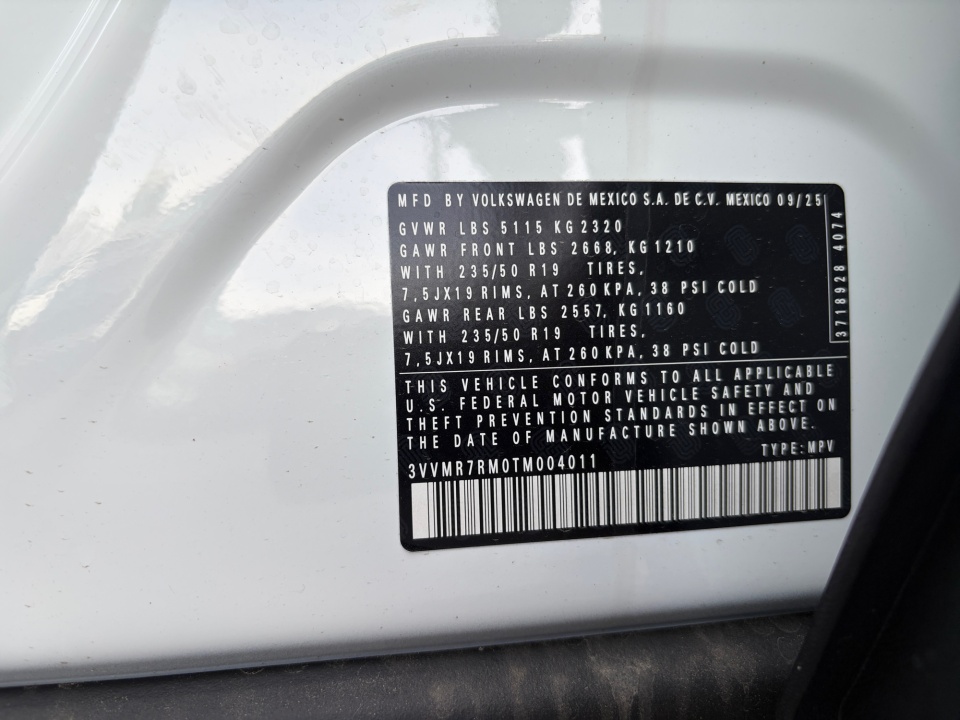 MFD BY VOLKSWAGEN DE MEXICO S.A. DE C.V. MEXICO 09/25
GVWR LBS 5115 KG 2320
GAWR FRONT LBS 2668, KG 1210
WITH 235/50 R19 TIRES,
7,5JX19 RIMS, AT 260 KPA, 38 PSI COLD
GAWR REAR LBS 2557, KG 1160
WITH 235/50 R19 TIRES,
7,5JX19 RIMS, AT 260 KPA, 38 PSI COLD
3718928 4074
THIS VEHICLE CONFORMS TO ALL APPLICABLE
U.S. FEDERAL MOTOR VEHICLE SAFETY AND
THEFT PREVENTION STANDARDS IN EFFECT ON
THE DATE OF MANUFACTURE SHOWN ABOVE.
TYPE: MPV
3VVMR7RM0TM004011